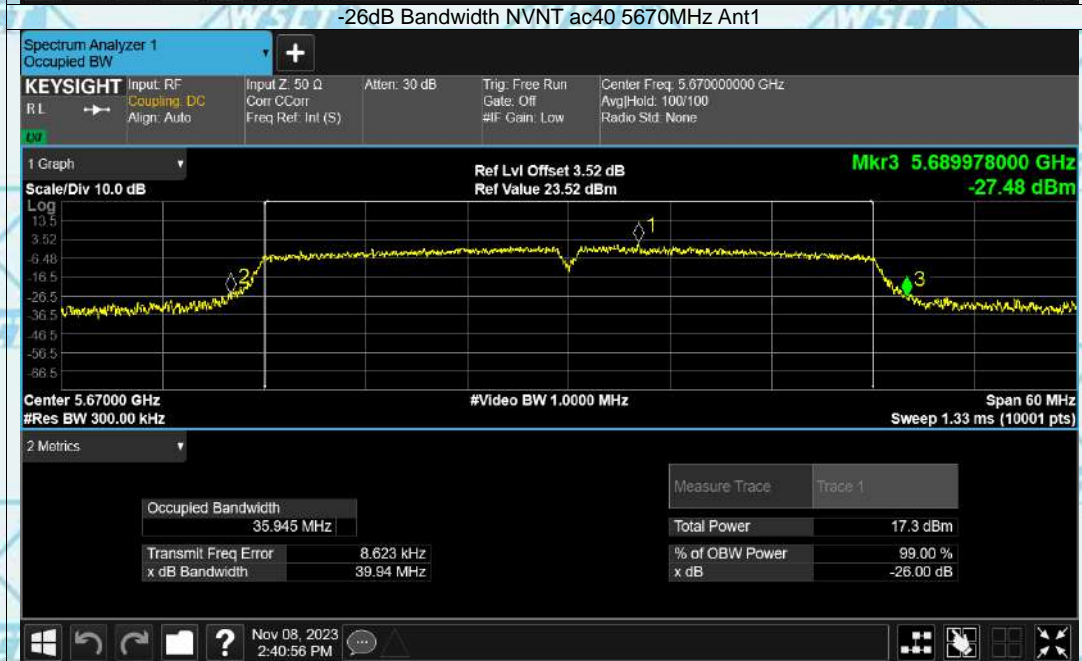 -26dB Bandwidth NVNT ac40 5670MHz Ant1
Spectrum Analyzer 1
Occupied BW
+
KEYSIGHT Input: RF Input Z: 50 Ω Atten: 30 dB Trig: Free Run Center Freq: 5.670000000 GHz
R L Coupling: DC Corr CCorr Gate: Off Avg|Hold: 100/100
Align: Auto Freq Ref: Int (S) #IF Gain: Low Radio Std: None
LXI
1 Graph Ref Lvl Offset 3.52 dB Mkr3 5.689978000 GHz
Scale/Div 10.0 dB Ref Value 23.52 dBm -27.48 dBm
Log
13.5
3.52
-6.48
-16.5
-26.5
-36.5
-46.5
-56.5
-66.5
1
2
3
Center 5.67000 GHz #Video BW 1.0000 MHz Span 60 MHz
#Res BW 300.00 kHz Sweep 1.33 ms (10001 pts)
2 Metrics
Measure Trace Trace 1
Occupied Bandwidth
35.945 MHz Total Power 17.3 dBm
Transmit Freq Error 8.623 kHz % of OBW Power 99.00 %
x dB Bandwidth 39.94 MHz x dB -26.00 dB
? Nov 08, 2023
2:40:56 PM